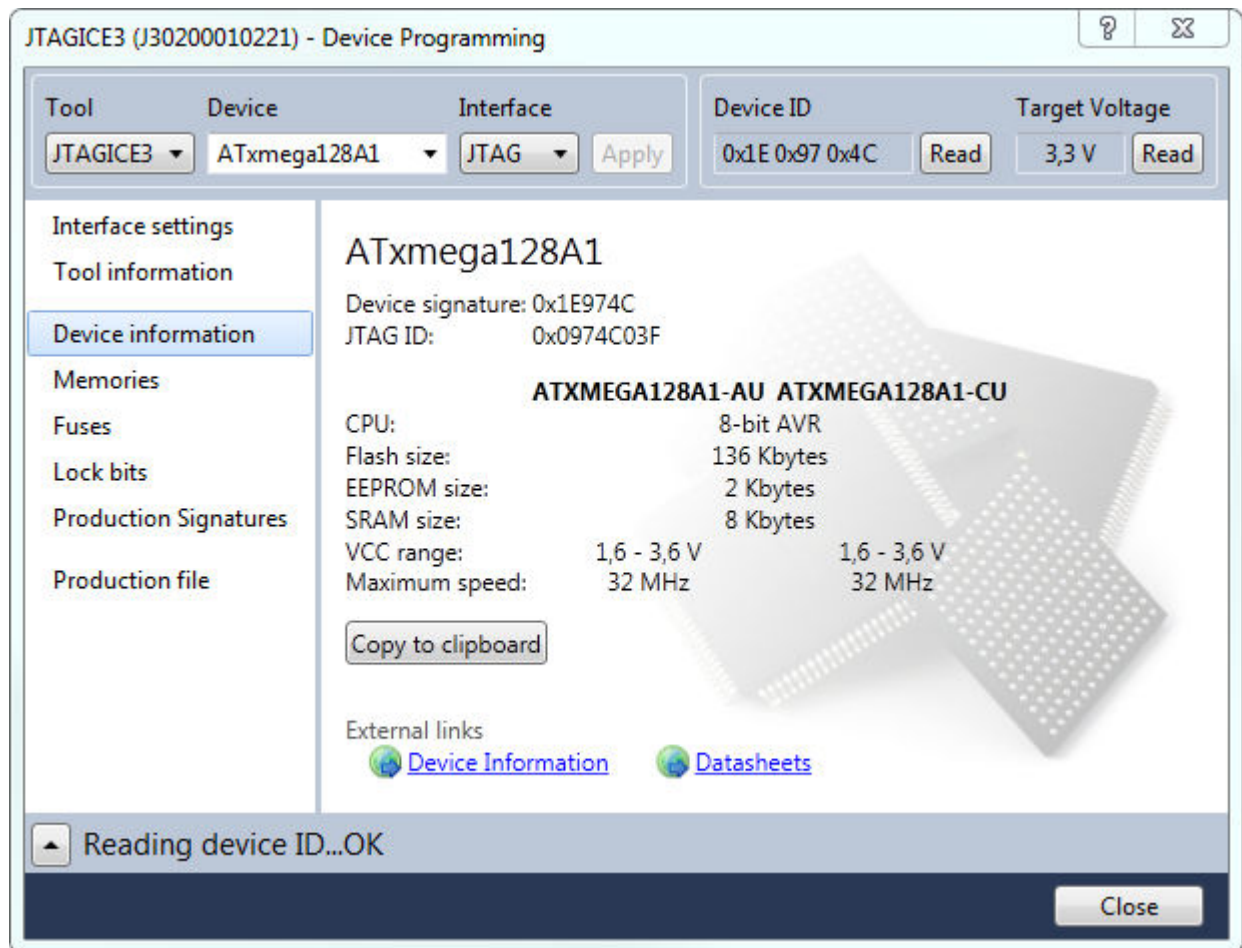 JTAGICE3 (J30200010221) - Device Programming
Tool Device Interface Device ID Target Voltage
JTAGICE3 ATxmega128A1 JTAG Apply 0x1E 0x97 0x4C Read 3,3 V Read
Interface settings
Tool information
Device information
Memories
Fuses
Lock bits
Production Signatures
Production file
ATxmega128A1
Device signature: 0x1E974C
JTAG ID: 0x0974C03F
ATXMEGA128A1-AU ATXMEGA128A1-CU
CPU: 8-bit AVR
Flash size: 136 Kbytes
EEPROM size: 2 Kbytes
SRAM size: 8 Kbytes
VCC range: 1,6 - 3,6 V 1,6 - 3,6 V
Maximum speed: 32 MHz 32 MHz
Copy to clipboard
External links
Device Information Datasheets
Reading device ID...OK
Close